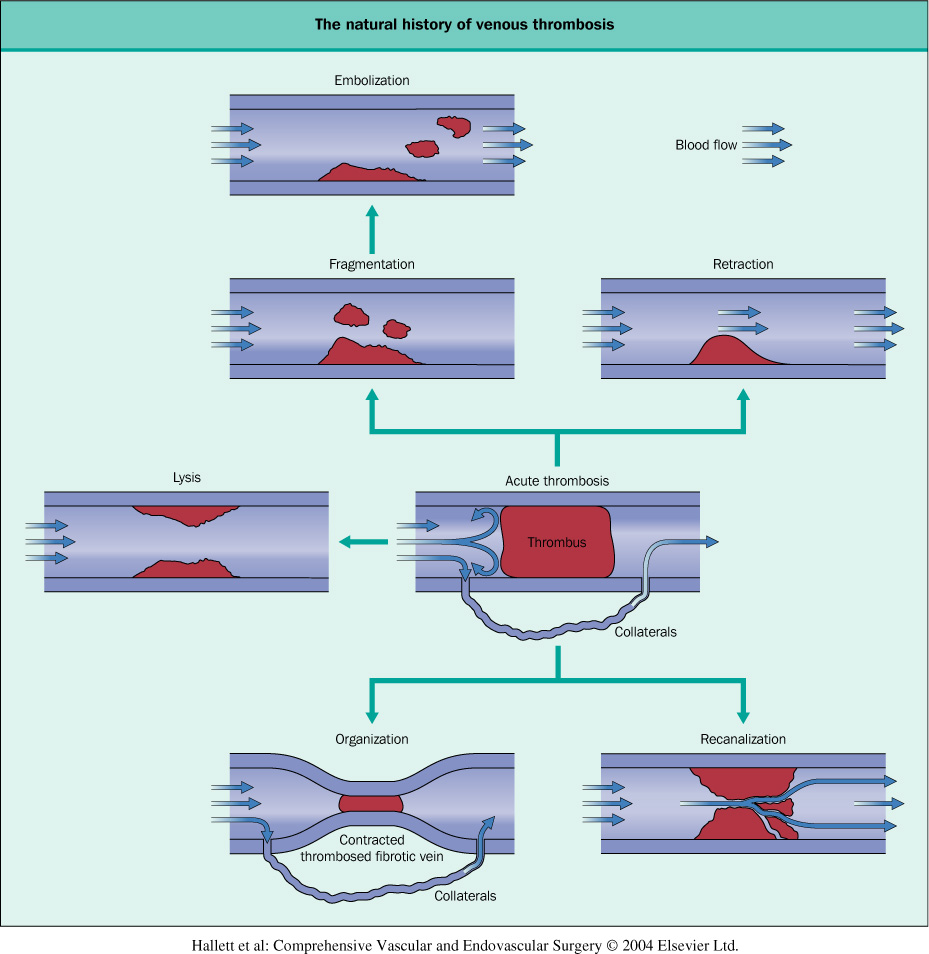 The natural history of venous thrombosis
Embolization
Blood flow
Fragmentation
Retraction
Lysis
Acute thrombosis
Thrombus
Collaterals
Organization
Recanalization
Contracted
thrombosed fibrotic vein
Collaterals
Hallett et al: Comprehensive Vascular and Endovascular Surgery © 2004 Elsevier Ltd.